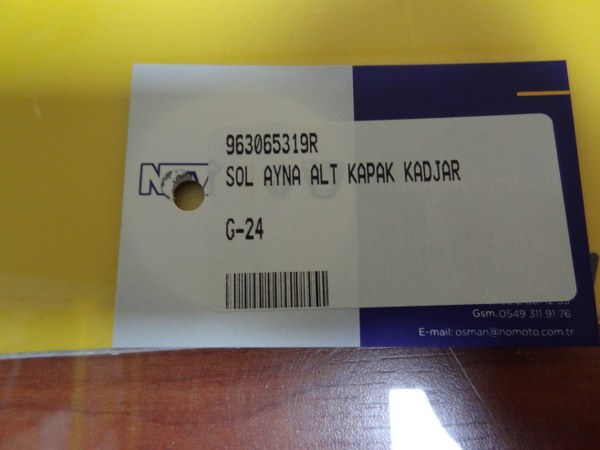 963065319R
SOL AYNA ALT KAPAK KADJAR
G-24
Gsm. 0549 311 91 76
E-mail: osman@nomoto.com.tr